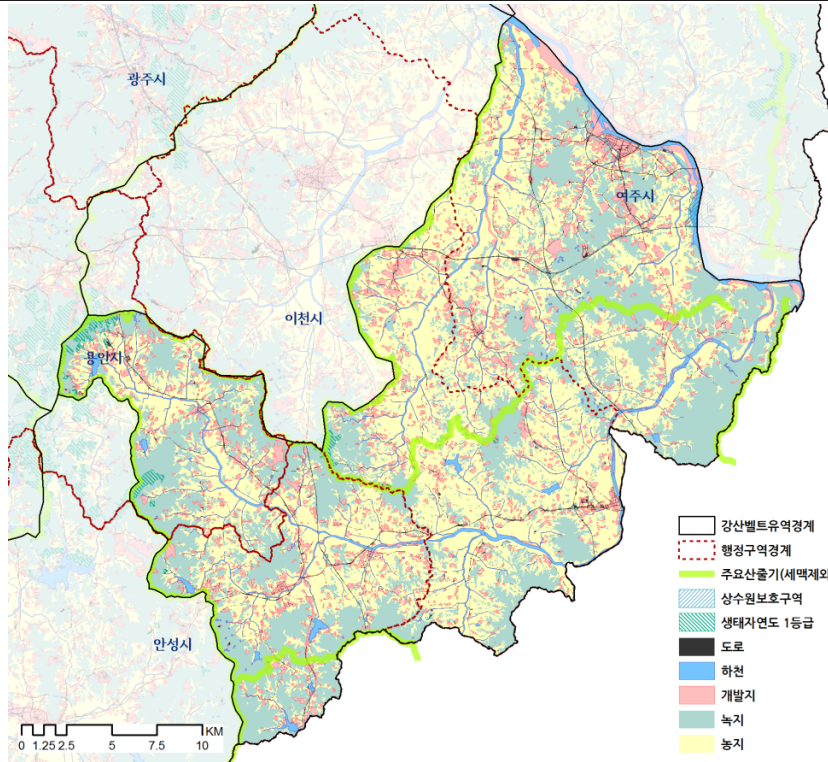 광주시
여주시
이천시
용인시
안성시
강산벨트유역경계
행정구역경계
주요산줄기(세맥제외
상수원보호구역
생태자연도 1등급
도로
하천
개발지
녹지
농지
KM
0 1.25 2.5 5 7.5 10